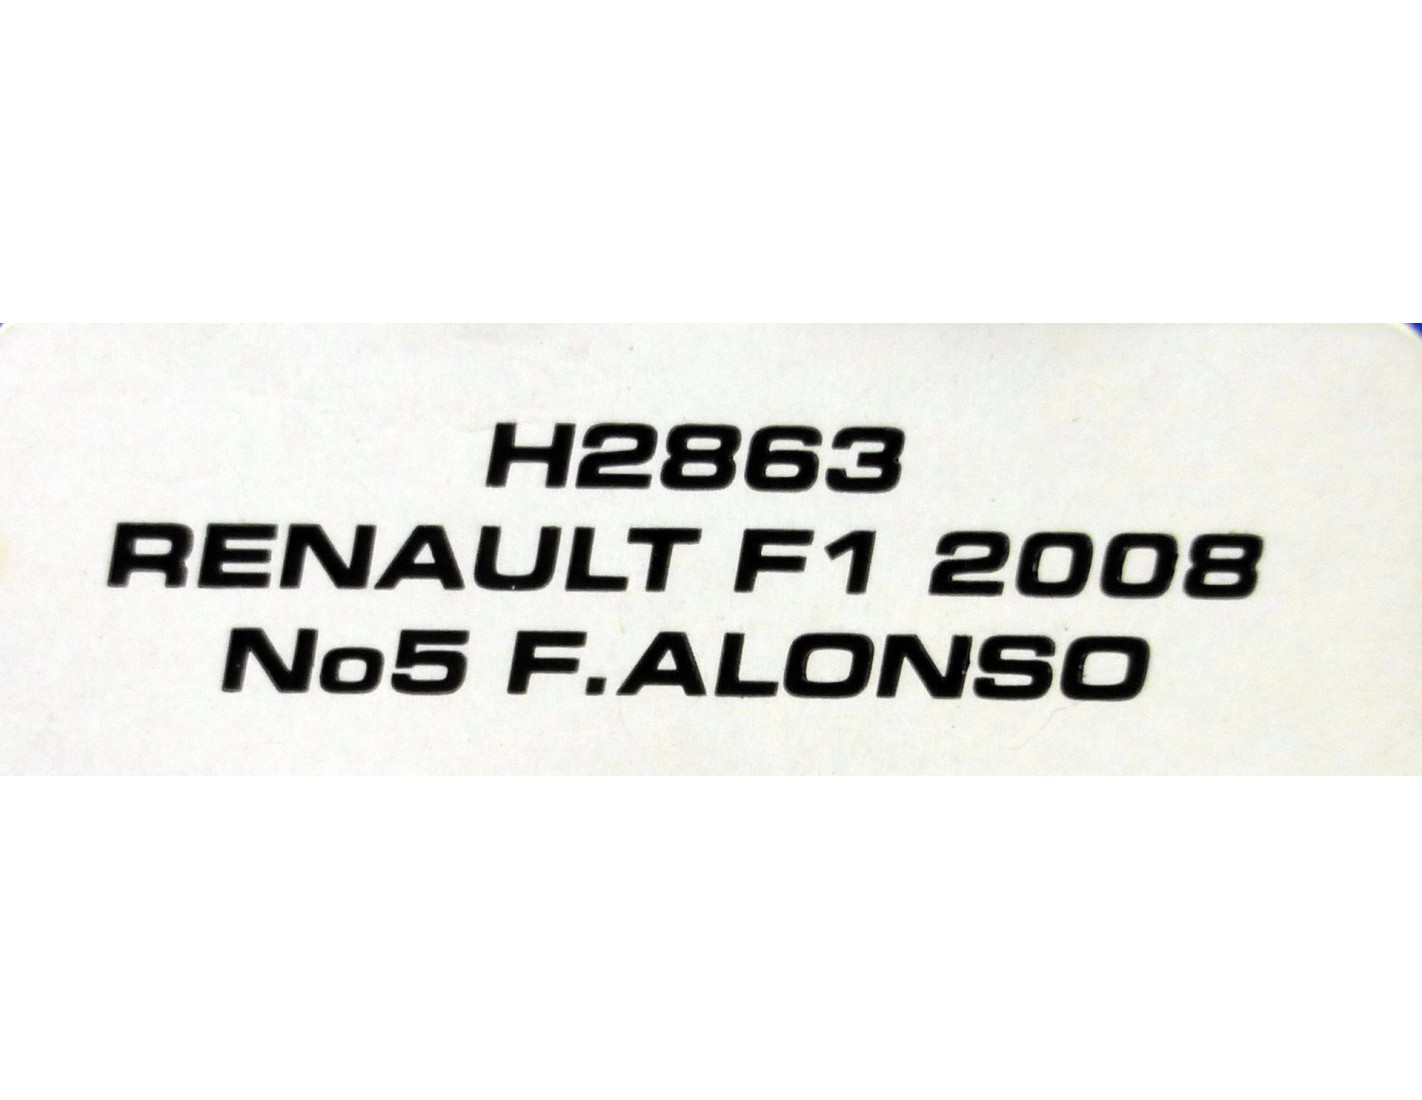 H2863
RENAULT F1 2008
No5 F.ALONSO